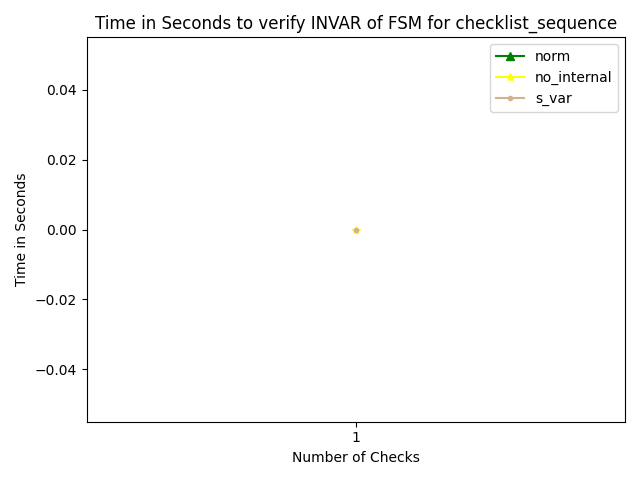 Time in Seconds to verify INVAR of FSM for checklist_sequence
norm
no_internal
s_var
0.04
0.02
0.00
−0.02
−0.04
Time in Seconds
1
Number of Checks